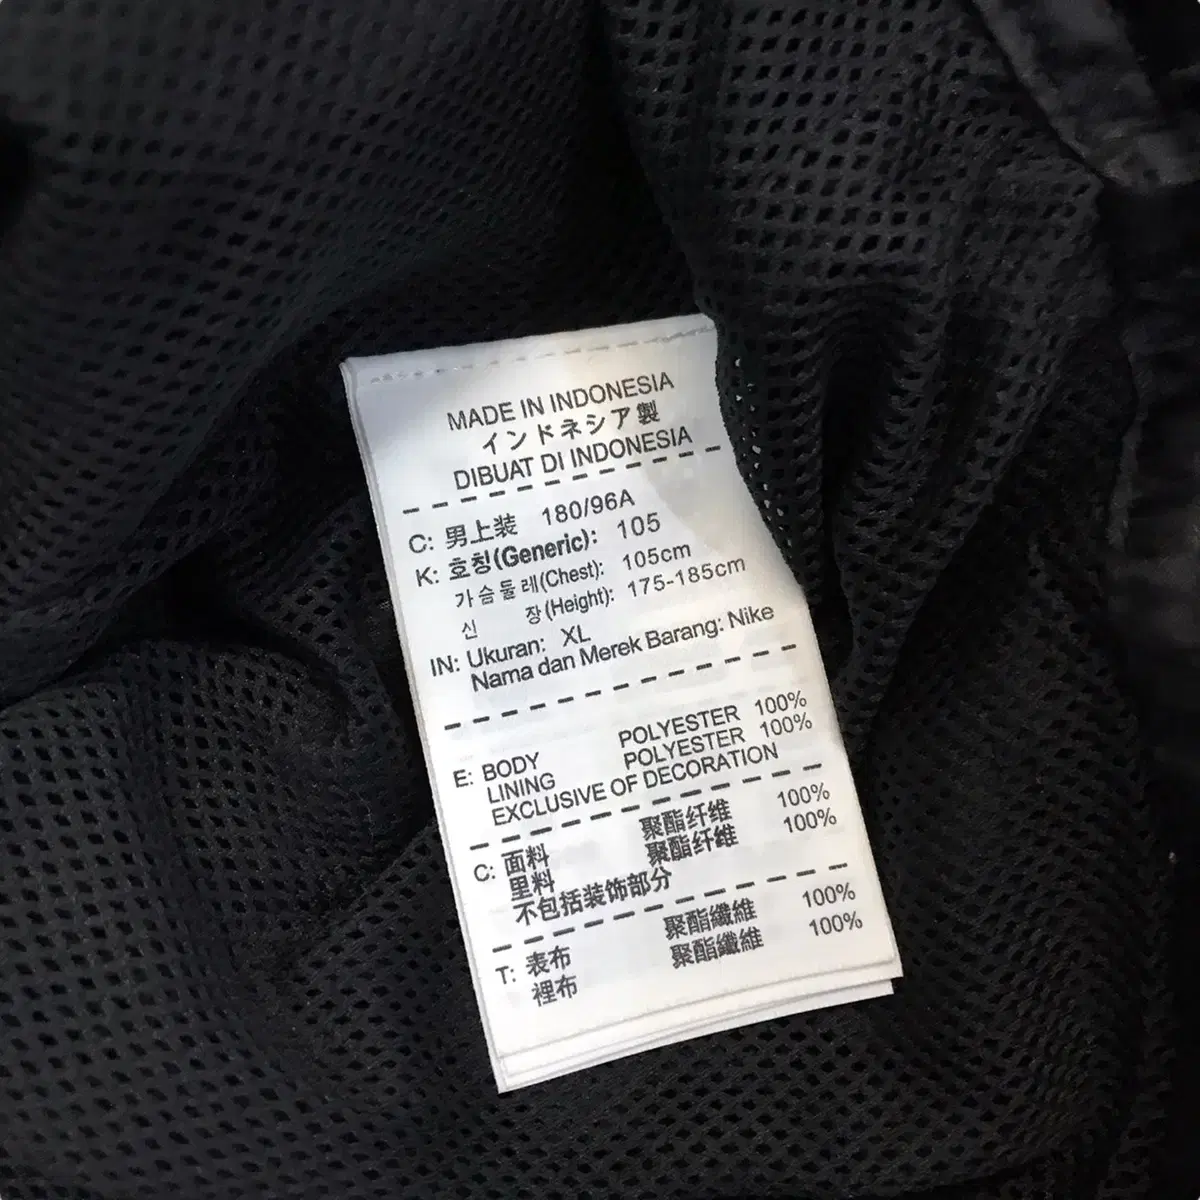 MADE IN INDONESIA
インドネシア製
DIBUAT DI INDONESIA
C: 男上装 180/96A
K: 호칭(Generic): 105
가슴둘레(Chest): 105cm
신 장(Height): 175-185cm
IN: Ukuran: XL
Nama dan Merek Barang: Nike
E: BODY POLYESTER 100%
LINING POLYESTER 100%
EXCLUSIVE OF DECORATION
C: 面料 聚酯纤维 100%
里料 聚酯纤维 100%
不包括装饰部分
T: 表布 聚酯纖維 100%
裡布 聚酯纖維 100%